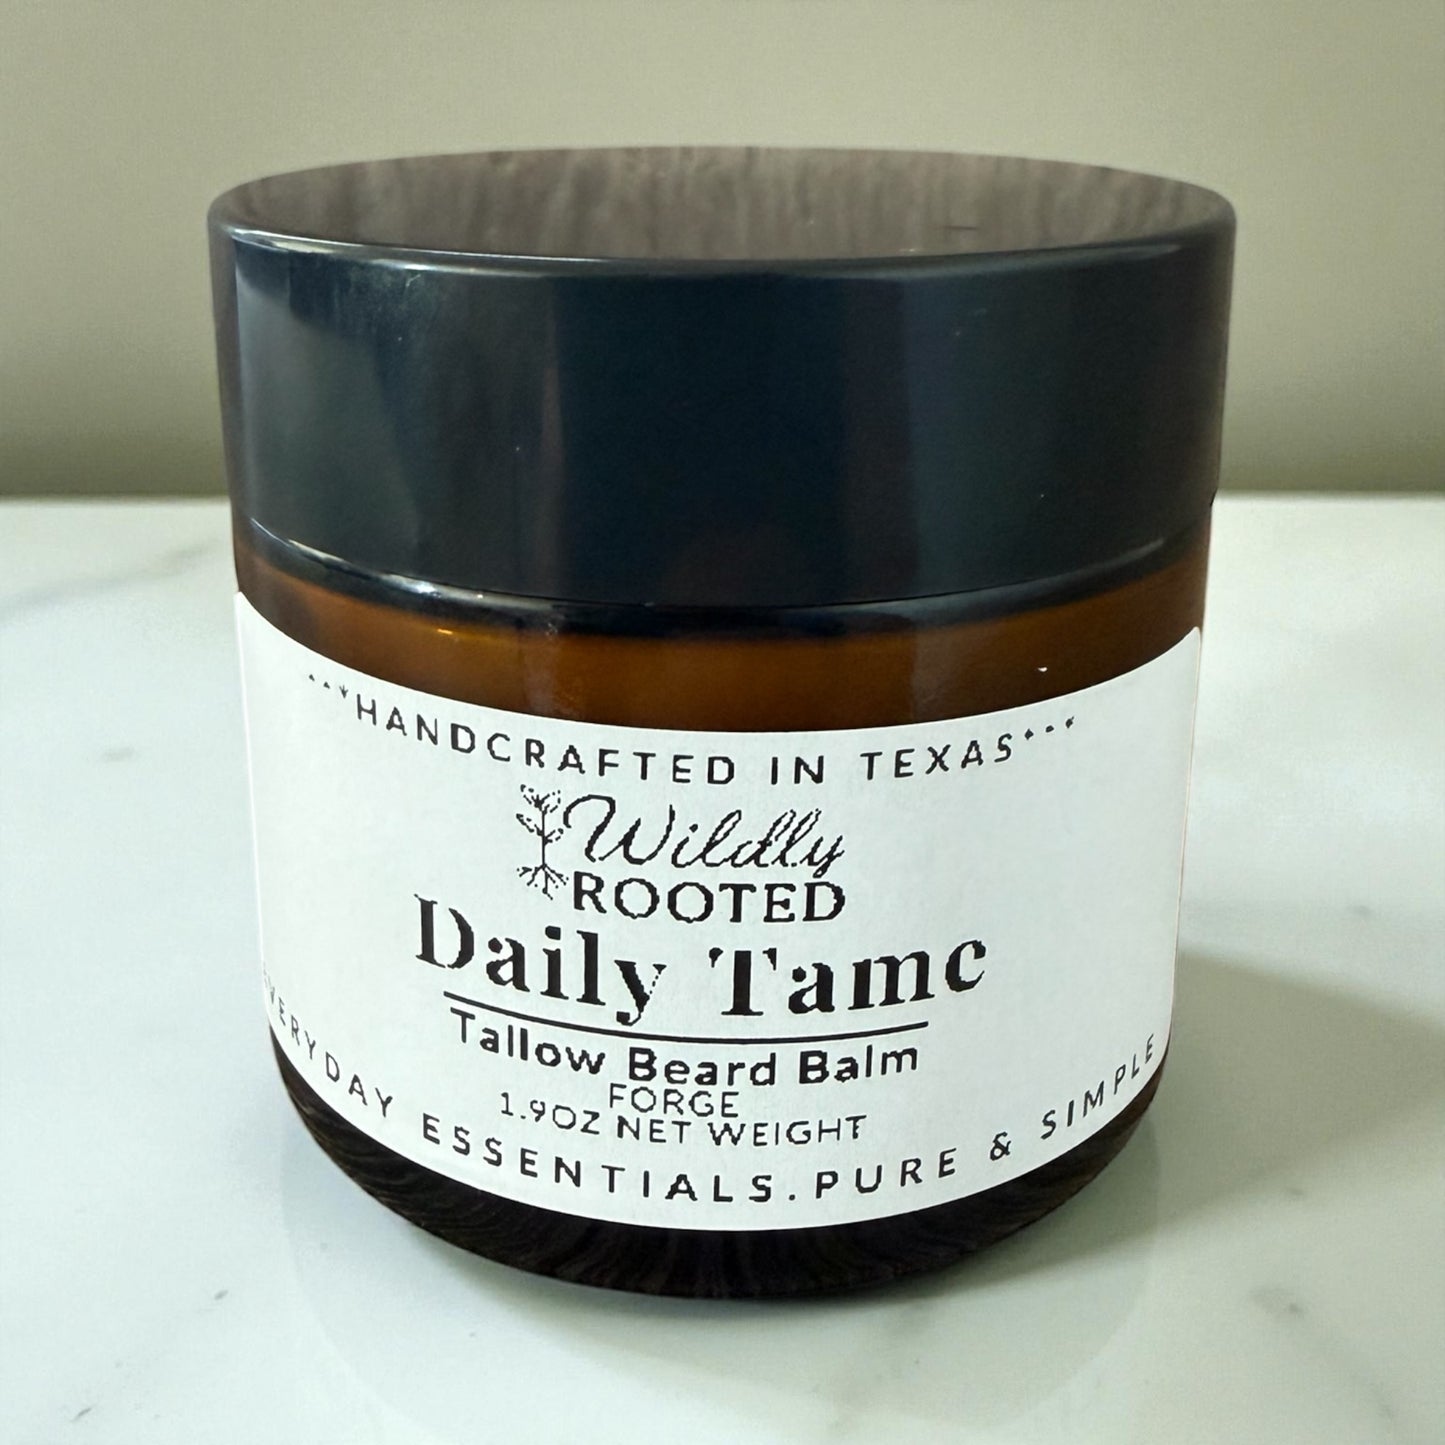 ***HANDCRAFTED IN TEXAS***
Wildly
ROOTED
Daily Tame
Tallow Beard Balm
FORGE
1.9OZ NET WEIGHT
EVERYDAY ESSENTIALS.PURE & SIMPLE